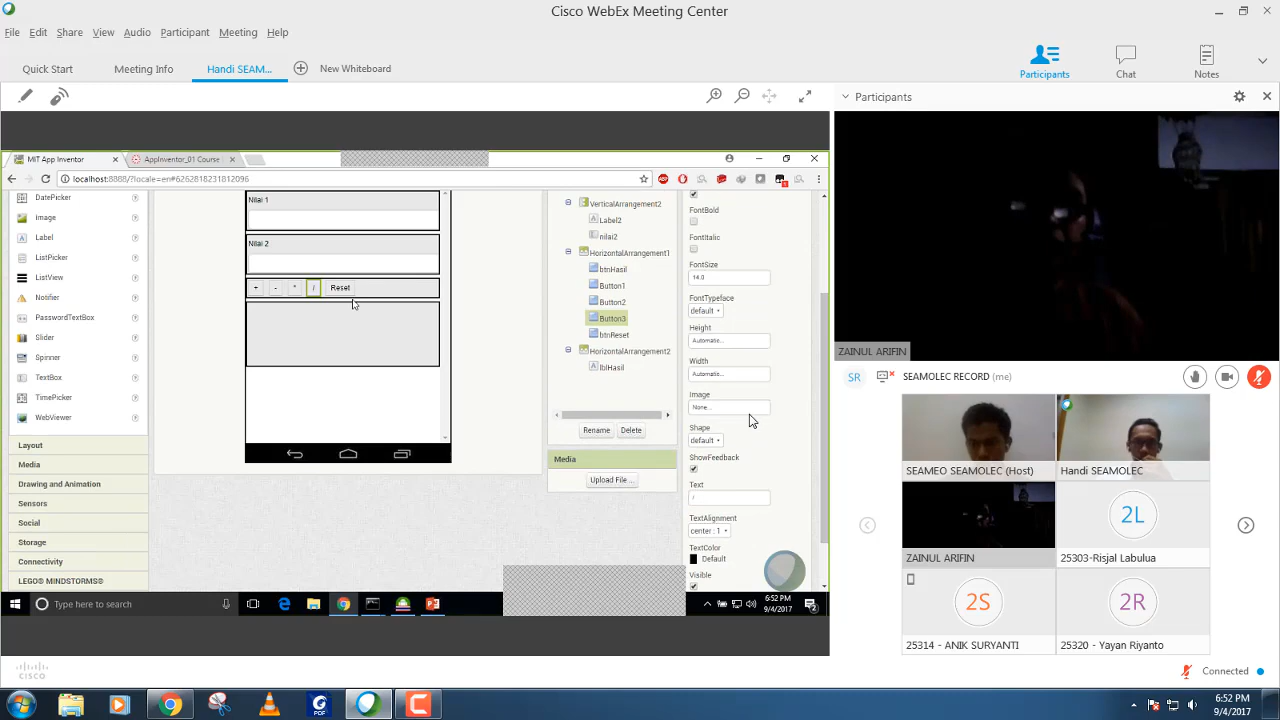 Cisco WebEx Meeting Center
File Edit Share View Audio Participant Meeting Help
Quick Start
Meeting Info
Handi SEAM...
New Whiteboard
Participants
Chat
Notes
Participants
MIT App Inventor
AppInventor_01 Course
localhost:8888/?locale=en#6262818231812096
DatePicker
Image
Label
ListPicker
ListView
Notifier
PasswordTextBox
Slider
Spinner
TextBox
TimePicker
WebViewer
Layout
Media
Drawing and Animation
Sensors
Social
Storage
Connectivity
LEGO® MINDSTORMS®
Nilai 1
Nilai 2
+ - * / Reset
VerticalArrangement2
Label2
nilai2
HorizontalArrangement1
btnHasil
Button1
Button2
Button3
btnReset
HorizontalArrangement2
lblHasil
Rename
Delete
Media
Upload File ...
FontBold
FontItalic
FontSize
14.0
FontTypeface
default
Height
Automatic...
Width
Automatic...
Image
None...
Shape
default
ShowFeedback
Text
/
TextAlignment
center : 1
TextColor
Default
Visible
Type here to search
6:52 PM
9/4/2017
2
ZAINUL ARIFIN
SR
SEAMOLEC RECORD (me)
SEAMEO SEAMOLEC (Host)
Handi SEAMOLEC
ZAINUL ARIFIN
2L
25303-Risjal Labulua
2S
25314 - ANIK SURYANTI
2R
25320 - Yayan Riyanto
cisco
Connected
PDF
6:52 PM
9/4/2017